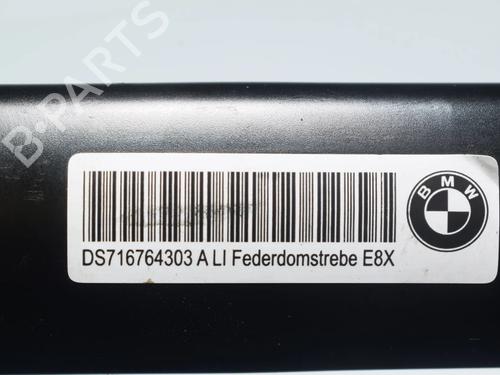 B-PARTS
BMW
DS716764303 A LI Federdomstrebe E8X